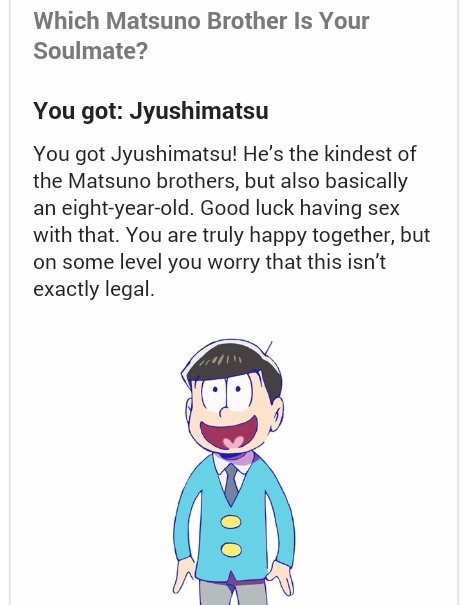 Which Matsuno Brother Is Your
Soulmate?
You got: Jyushimatsu
You got Jyushimatsu! He's the kindest of
the Matsuno brothers, but also basically
an eight-year-old. Good luck having sex
with that. You are truly happy together, but
on some level you worry that this isn't
exactly legal.